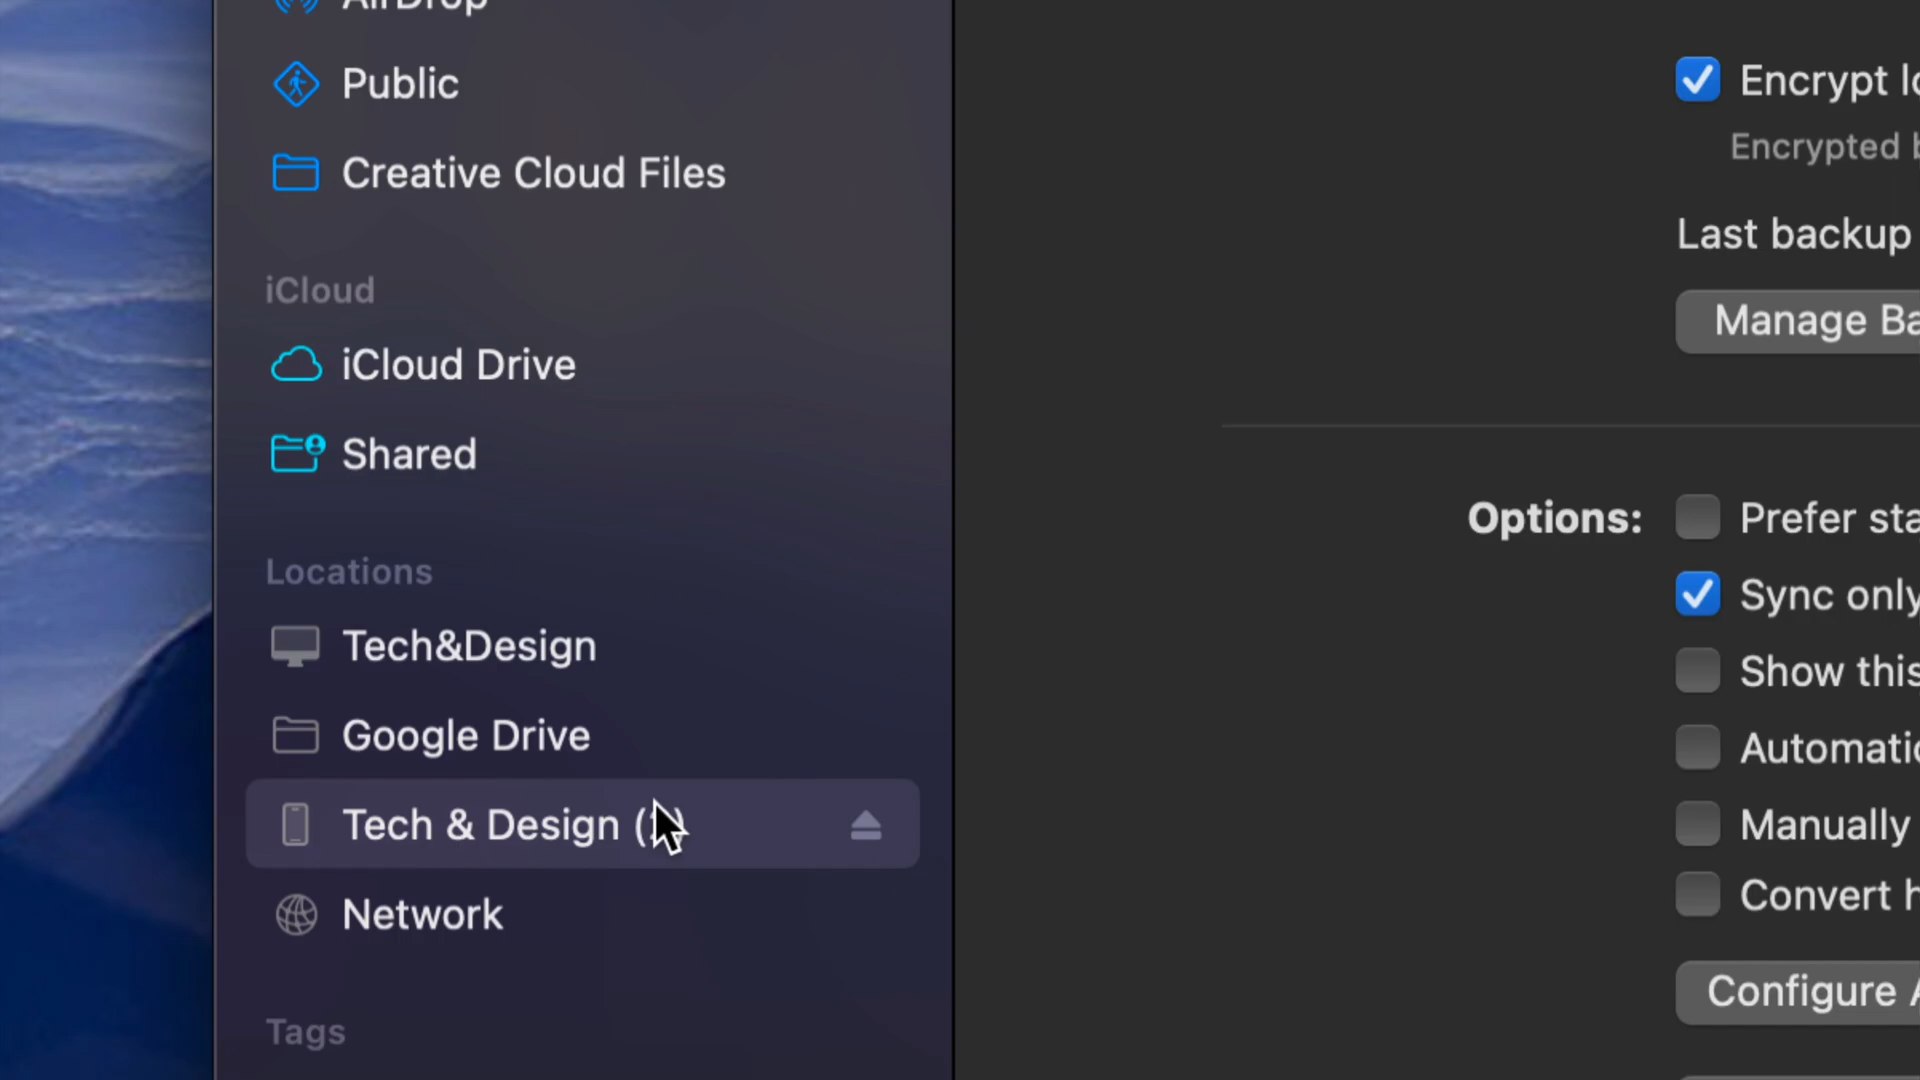 AirDrop
Public
Creative Cloud Files
iCloud
iCloud Drive
Shared
Locations
Tech&Design
Google Drive
Tech & Design
Network
Tags
Encrypt
Encrypted
Last backup
Manage
Options:
Prefer
Sync only
Show this
Manually
Convert
Configure